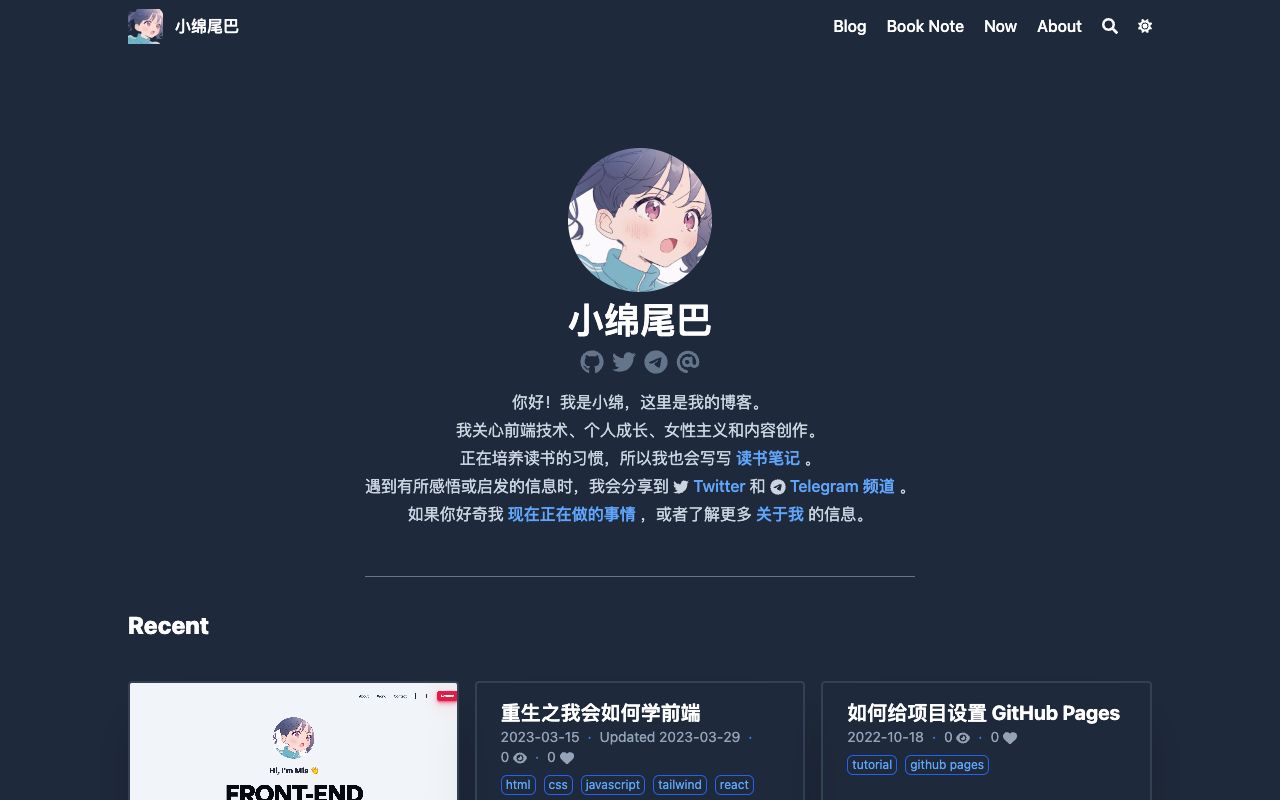 小绵尾巴
Blog
Book Note
Now
About
小绵尾巴
你好！我是小绵，这里是我的博客。
我关心前端技术、个人成长、女性主义和内容创作。
正在培养读书的习惯，所以我也会写写 读书笔记 。
遇到有所感悟或启发的信息时，我会分享到 Twitter 和 Telegram 频道 。
如果你好奇我 现在正在做的事情 ，或者了解更多 关于我 的信息。
Recent
About Work Contact
Hi, I'm Mia 👋
FRONT-END
重生之我会如何学前端
2023-03-15 · Updated 2023-03-29 ·
0 · 0
html css javascript tailwind react
如何给项目设置 GitHub Pages
2022-10-18 · 0 · 0
tutorial github pages